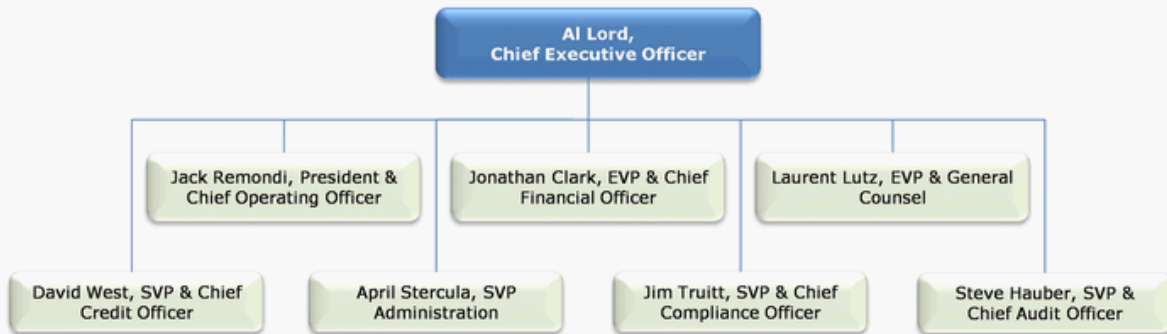 Al Lord,
Chief Executive Officer
Jack Remondi, President &
Chief Operating Officer
Jonathan Clark, EVP & Chief
Financial Officer
Laurent Lutz, EVP & General
Counsel
David West, SVP & Chief
Credit Officer
April Stercula, SVP
Administration
Jim Truitt, SVP & Chief
Compliance Officer
Steve Hauber, SVP &
Chief Audit Officer